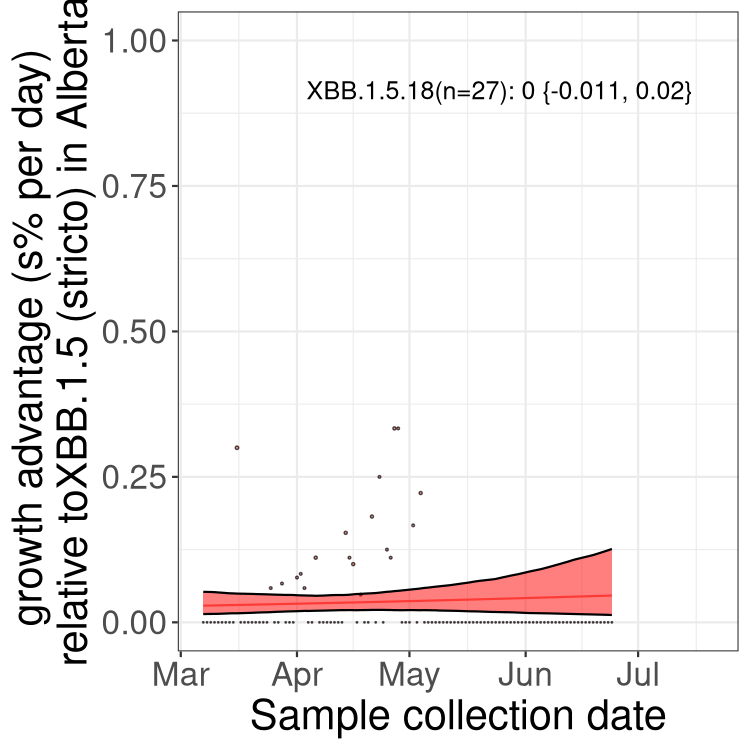 growth advantage (s% per day)
relative toXBB.1.5 (stricto) in Alberta
1.00
0.75
0.50
0.25
0.00
XBB.1.5.18(n=27): 0 {-0.011, 0.02}
Mar Apr May Jun Jul
Sample collection date